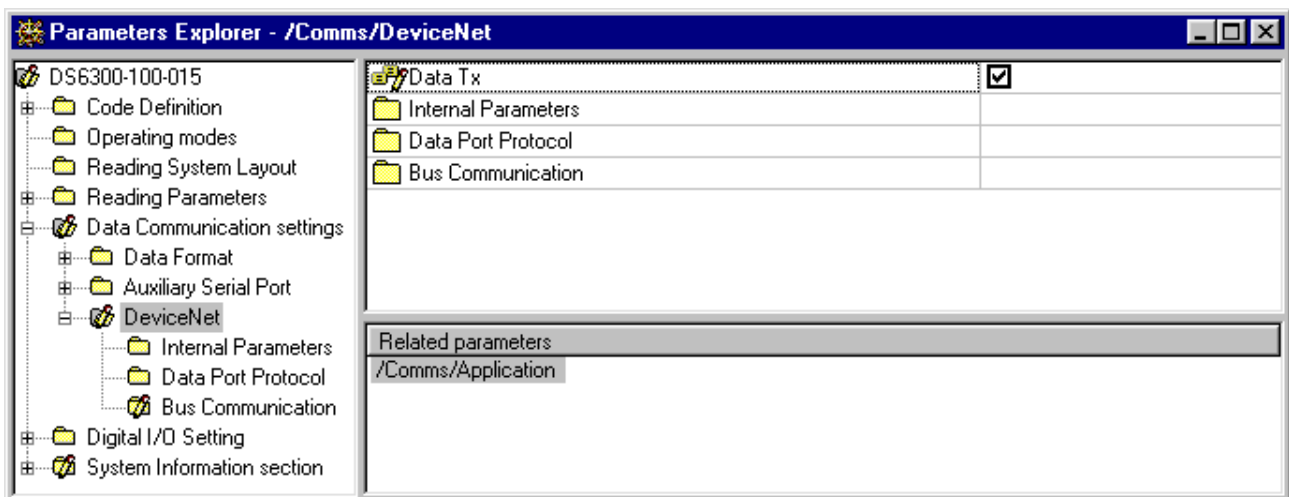 Parameters Explorer - /Comms/DeviceNet
DS6300-100-015
Code Definition
Operating modes
Reading System Layout
Reading Parameters
Data Communication settings
Data Format
Auxiliary Serial Port
DeviceNet
Internal Parameters
Data Port Protocol
Bus Communication
Digital I/O Setting
System Information section
Data Tx
Internal Parameters
Data Port Protocol
Bus Communication
Related parameters
/Comms/Application